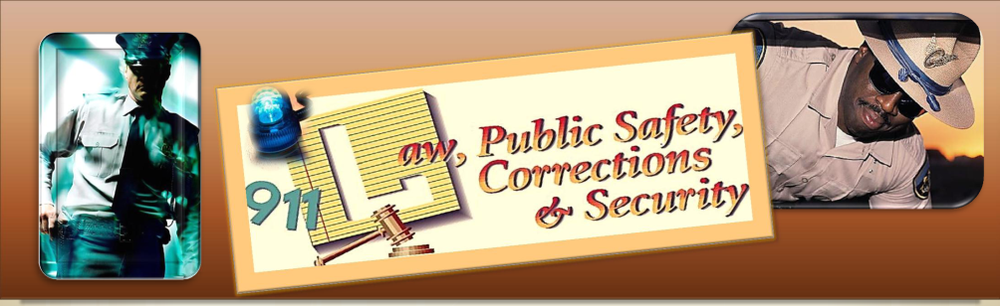 911
Law, Public Safety,
Corrections
& Security